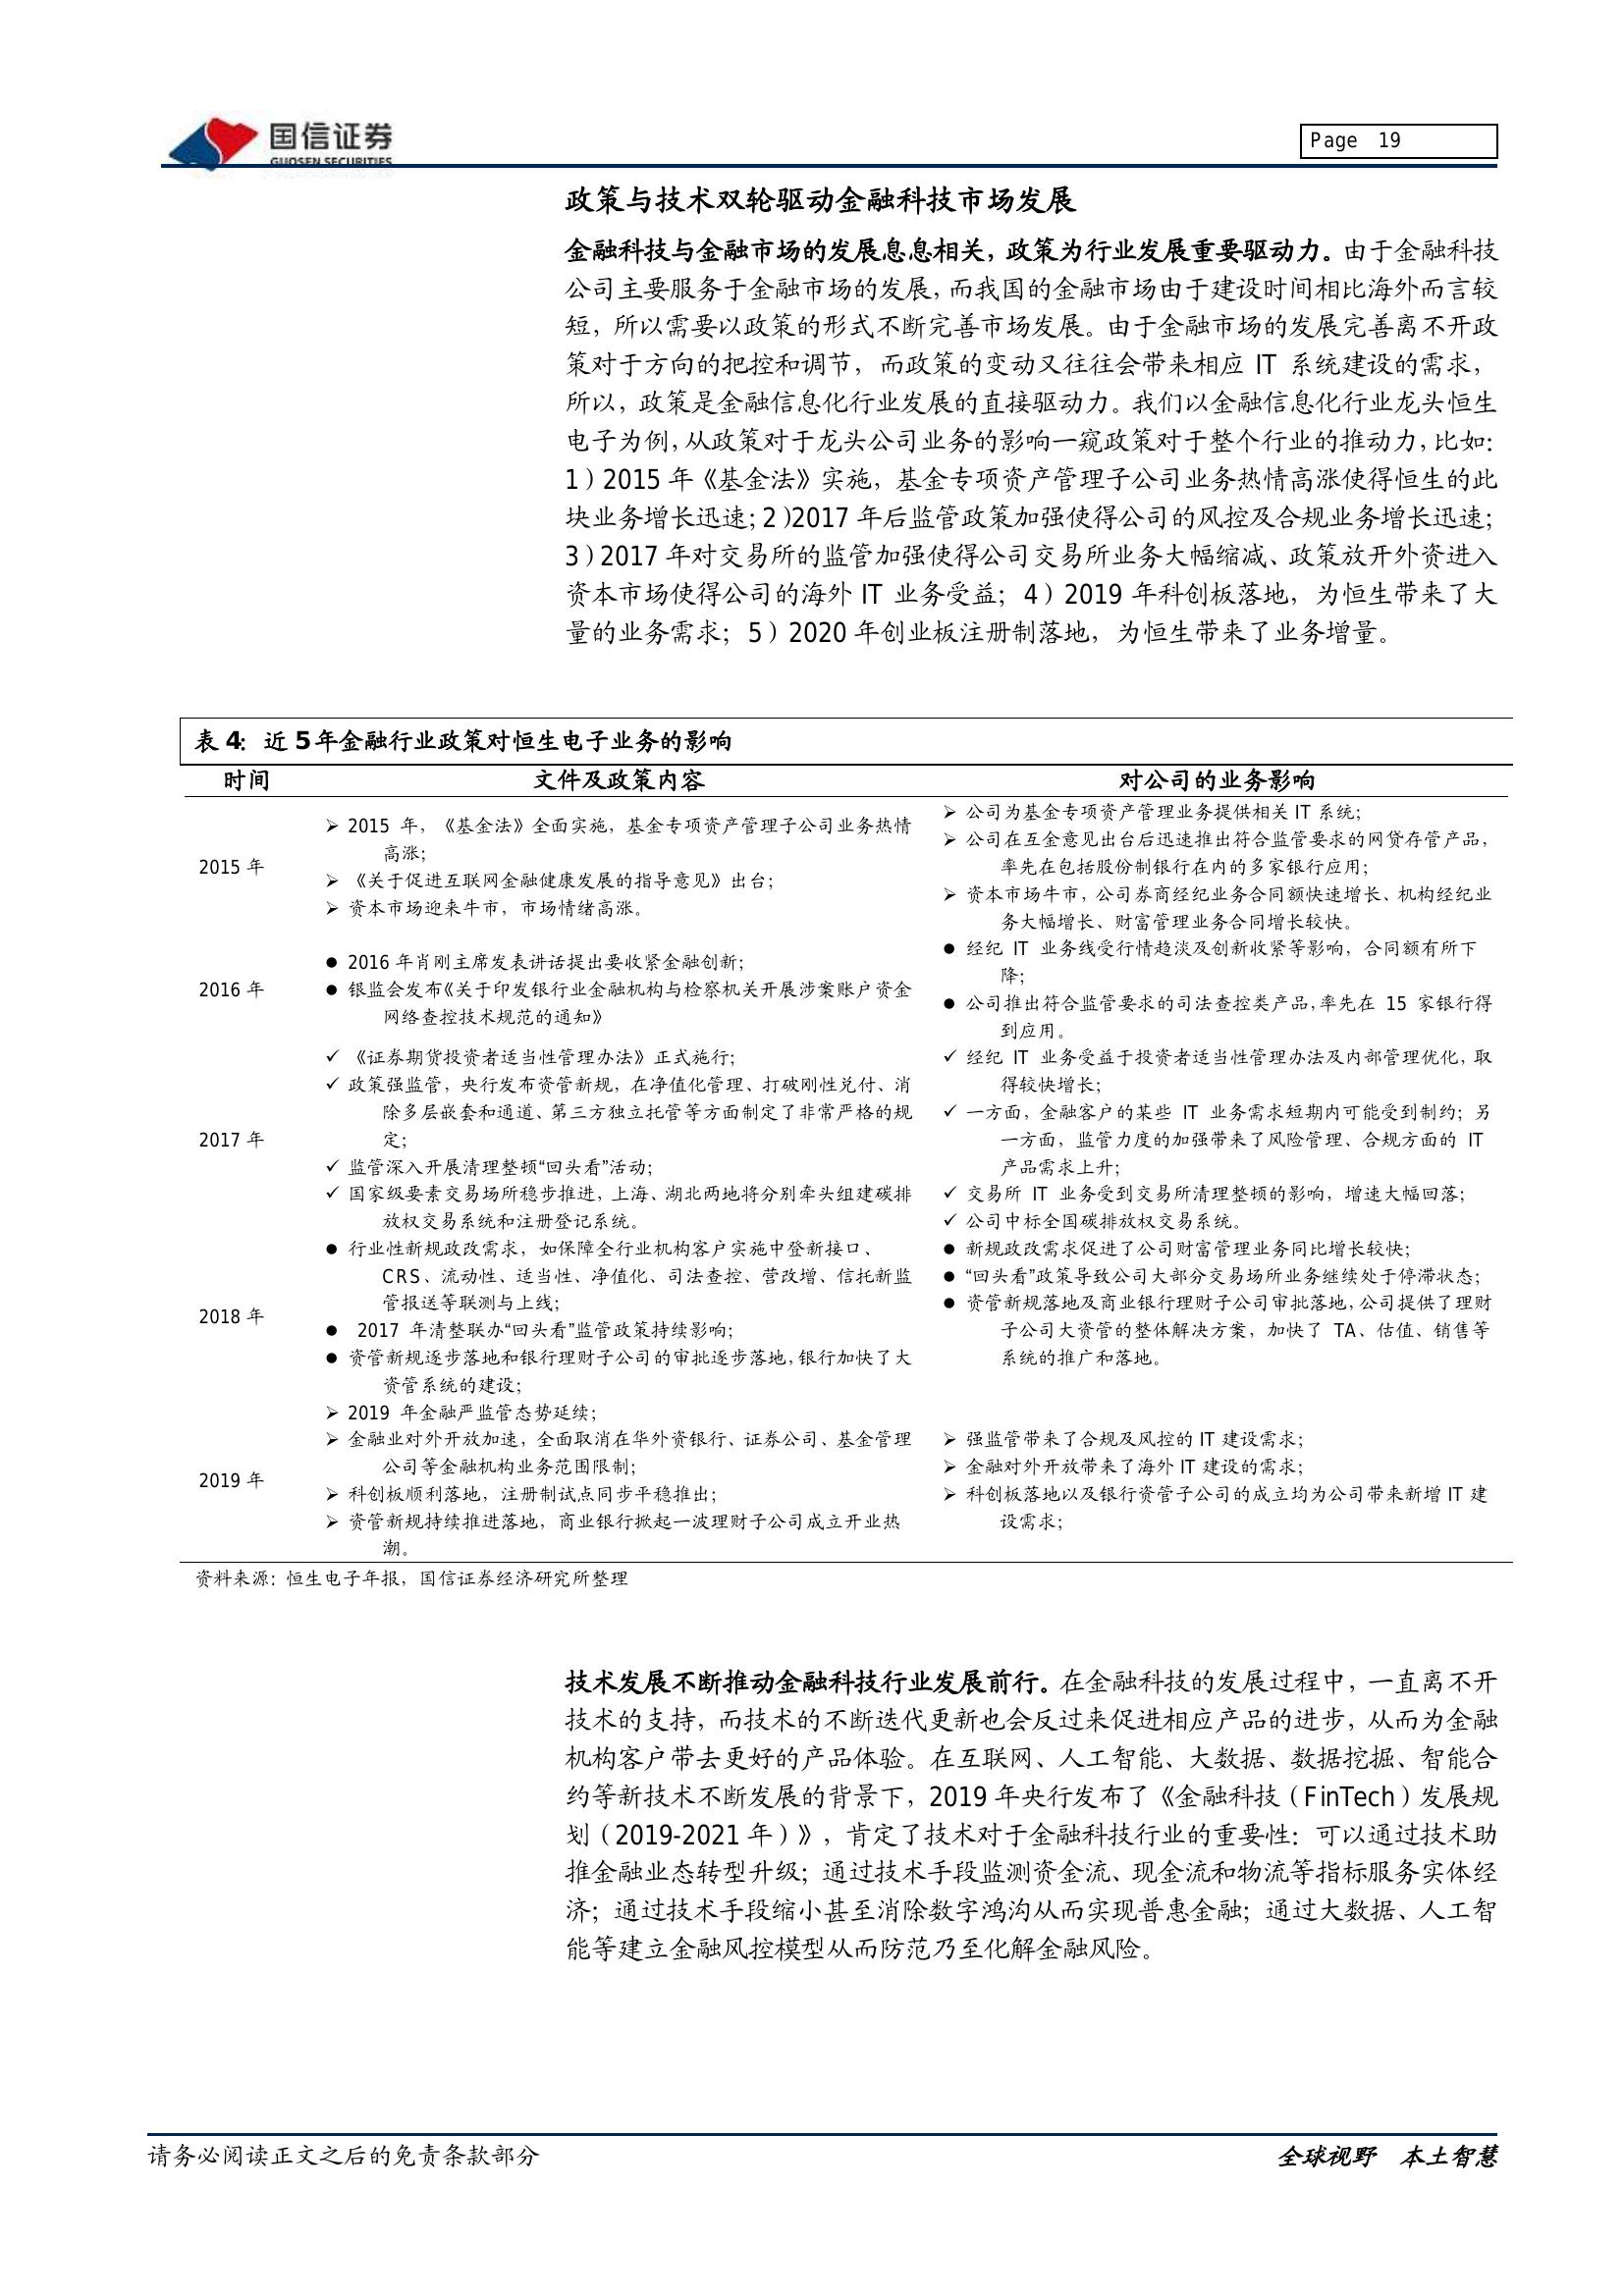 国信证券
GUOSEN SECURITIES
Page 19
政策与技术双轮驱动金融科技市场发展
金融科技与金融市场的发展息息相关，政策为行业发展重要驱动力。由于金融科技
公司主要服务于金融市场的发展，而我国的金融市场由于建设时间相比海外而言较
短，所以需要以政策的形式不断完善市场发展。由于金融市场的发展完善离不开政
策对于方向的把控和调节，而政策的变动又往往会带来相应 IT 系统建设的需求，
所以，政策是金融信息化行业发展的直接驱动力。我们以金融信息化行业龙头恒生
电子为例，从政策对于龙头公司业务的影响一窥政策对于整个行业的推动力，比如：
1）2015 年《基金法》实施，基金专项资产管理子公司业务热情高涨使得恒生的此
块业务增长迅速；2）2017 年后监管政策加强使得公司的风控及合规业务增长迅速；
3）2017 年对交易所的监管加强使得公司交易所业务大幅缩减、政策放开外资进入
资本市场使得公司的海外 IT 业务受益；4）2019 年科创板落地，为恒生带来了大
量的业务需求；5）2020 年创业板注册制落地，为恒生带来了业务增量。
表 4：近 5 年金融行业政策对恒生电子业务的影响
时间 文件及政策内容 对公司的业务影响
2015 年
➢ 2015 年，《基金法》全面实施，基金专项资产管理子公司业务热情
高涨；
➢ 《关于促进互联网金融健康发展的指导意见》出台；
➢ 资本市场迎来牛市，市场情绪高涨。
➢ 公司为基金专项资产管理业务提供相关 IT 系统；
➢ 公司在互金意见出台后迅速推出符合监管要求的网贷存管产品，
率先在包括股份制银行在内的多家银行应用；
➢ 资本市场牛市，公司券商经纪业务合同额快速增长、机构经纪业
务大幅增长、财富管理业务合同增长较快。
2016 年
● 2016 年肖刚主席发表讲话提出要收紧金融创新；
● 银监会发布《关于印发银行业金融机构与检察机关开展涉案账户资金
网络查控技术规范的通知》
● 经纪 IT 业务线受行情趋淡及创新收紧等影响，合同额有所下
降；
● 公司推出符合监管要求的司法查控类产品，率先在 15 家银行得
到应用。
2017 年
✓ 《证券期货投资者适当性管理办法》正式施行；
✓ 政策强监管，央行发布资管新规，在净值化管理、打破刚性兑付、消
除多层嵌套和通道、第三方独立托管等方面制定了非常严格的规
定；
✓ 监管深入开展清理整顿“回头看”活动；
✓ 国家级要素交易场所稳步推进，上海、湖北两地将分别牵头组建碳排
放权交易系统和注册登记系统。
✓ 经纪 IT 业务受益于投资者适当性管理办法及内部管理优化，取
得较快增长；
✓ 一方面，金融客户的某些 IT 业务需求短期内可能受到制约；另
一方面，监管力度的加强带来了风险管理、合规方面的 IT
产品需求上升；
✓ 交易所 IT 业务受到交易所清理整顿的影响，增速大幅回落；
✓ 公司中标全国碳排放权交易系统。
2018 年
● 行业性新规政改需求，如保障全行业机构客户实施中登新接口、
CRS、流动性、适当性、净值化、司法查控、营改增、信托新监
管报送等联测与上线；
● 2017 年清整联办“回头看”监管政策持续影响；
● 资管新规逐步落地和银行理财子公司的审批逐步落地，银行加快了大
资管系统的建设；
● 新规政改需求促进了公司财富管理业务同比增长较快；
● “回头看”政策导致公司大部分交易场所业务继续处于停滞状态；
● 资管新规落地及商业银行理财子公司审批落地，公司提供了理财
子公司大资管的整体解决方案，加快了 TA、估值、销售等
系统的推广和落地。
2019 年
➢ 2019 年金融严监管态势延续；
➢ 金融业对外开放加速，全面取消在华外资银行、证券公司、基金管理
公司等金融机构业务范围限制；
➢ 科创板顺利落地，注册制试点同步平稳推出；
➢ 资管新规持续推进落地，商业银行掀起一波理财子公司成立开业热
潮。
➢ 强监管带来了合规及风控的 IT 建设需求；
➢ 金融对外开放带来了海外 IT 建设的需求；
➢ 科创板落地以及银行资管子公司的成立均为公司带来新增 IT 建
设需求；
资料来源：恒生电子年报，国信证券经济研究所整理
技术发展不断推动金融科技行业发展前行。在金融科技的发展过程中，一直离不开
技术的支持，而技术的不断迭代更新也会反过来促进相应产品的进步，从而为金融
机构客户带去更好的产品体验。在互联网、人工智能、大数据、数据挖掘、智能合
约等新技术不断发展的背景下，2019 年央行发布了《金融科技（FinTech）发展规
划（2019-2021 年）》，肯定了技术对于金融科技行业的重要性：可以通过技术助
推金融业态转型升级；通过技术手段监测资金流、现金流和物流等指标服务实体经
济；通过技术手段缩小甚至消除数字鸿沟从而实现普惠金融；通过大数据、人工智
能等建立金融风控模型从而防范乃至化解金融风险。
请务必阅读正文之后的免责条款部分
全球视野 本土智慧